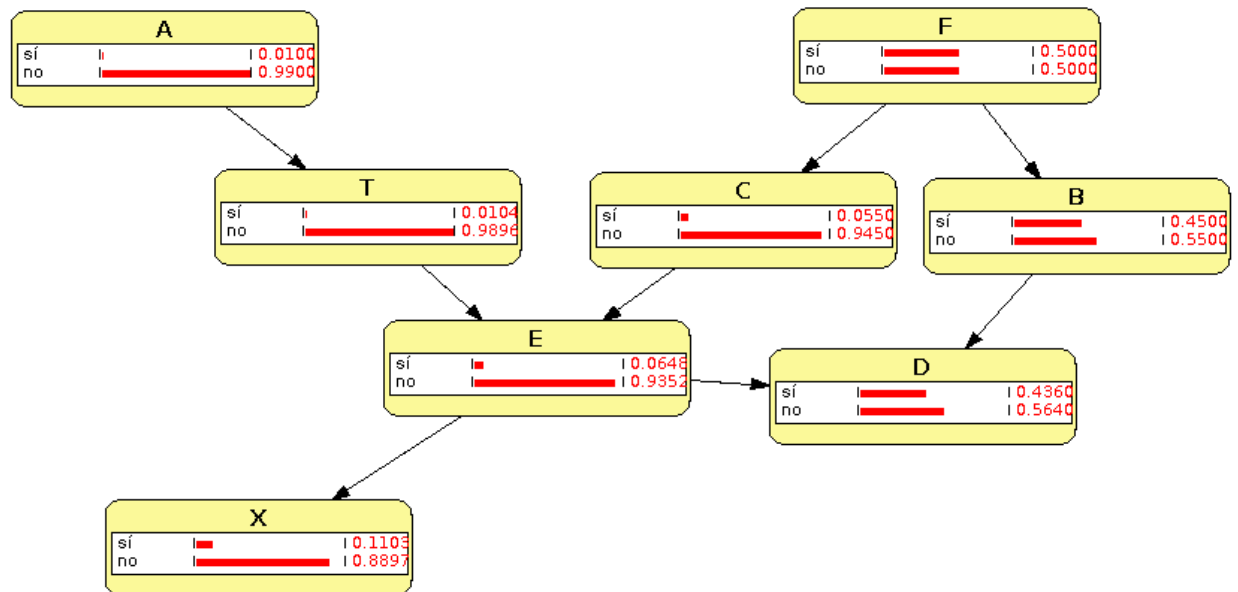 A
sí 0.0100
no 0.9900
F
sí 0.5000
no 0.5000
T
sí 0.0104
no 0.9896
C
sí 0.0550
no 0.9450
B
sí 0.4500
no 0.5500
E
sí 0.0648
no 0.9352
D
sí 0.4360
no 0.5640
X
sí 0.1103
no 0.8897